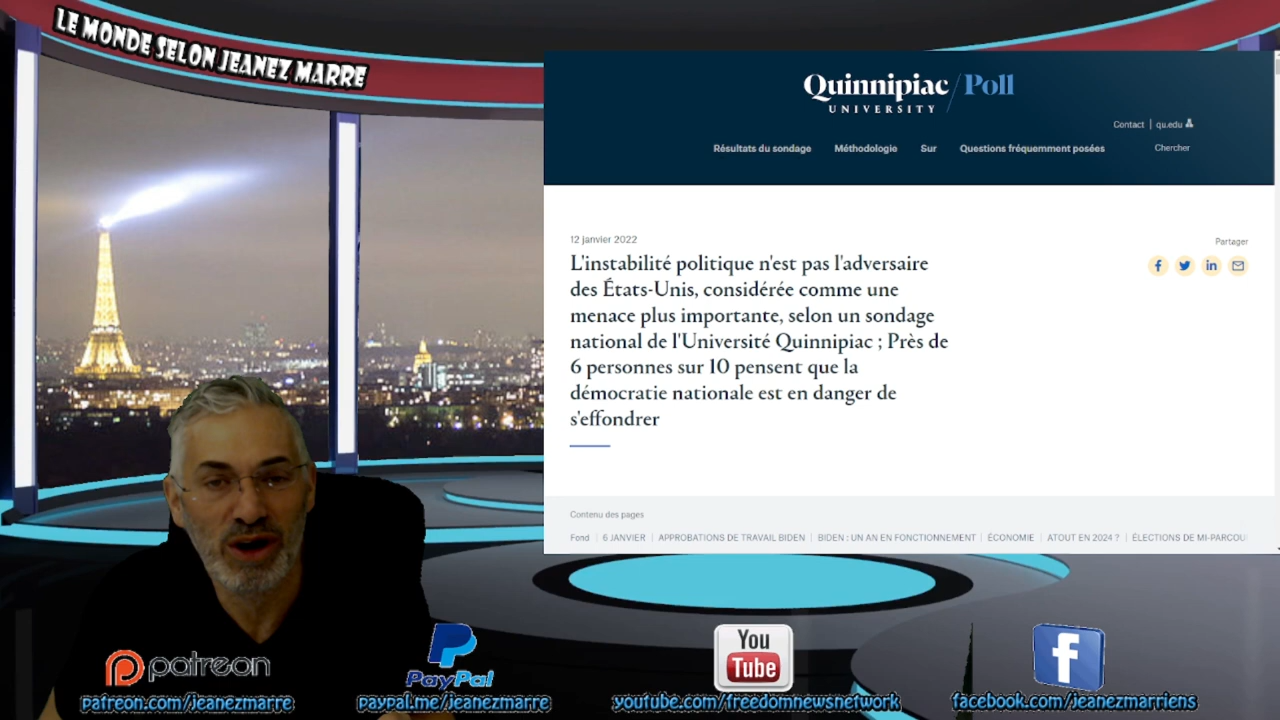 LE MONDE SELON JEANEZ MARRE
Quinnipiac / Poll
UNIVERSITY
Contact | qu.edu
Résultats du sondage Méthodologie Sur Questions fréquemment posées Chercher
12 janvier 2022
Partager
L'instabilité politique n'est pas l'adversaire
des États-Unis, considérée comme une
menace plus importante, selon un sondage
national de l'Université Quinnipiac ; Près de
6 personnes sur 10 pensent que la
démocratie nationale est en danger de
s'effondrer
Contenu des pages
Fond | 6 JANVIER | APPROBATIONS DE TRAVAIL BIDEN | BIDEN : UN AN EN FONCTIONNEMENT | ÉCONOMIE | ATOUT EN 2024 ? | ÉLECTIONS DE MI-PARCOU
patreon
patreon.com/jeanezmarre
PayPal
paypal.me/jeanezmarre
You
Tube
youtube.com/freedomnewsnetwork
facebook.com/jeanezmarriens